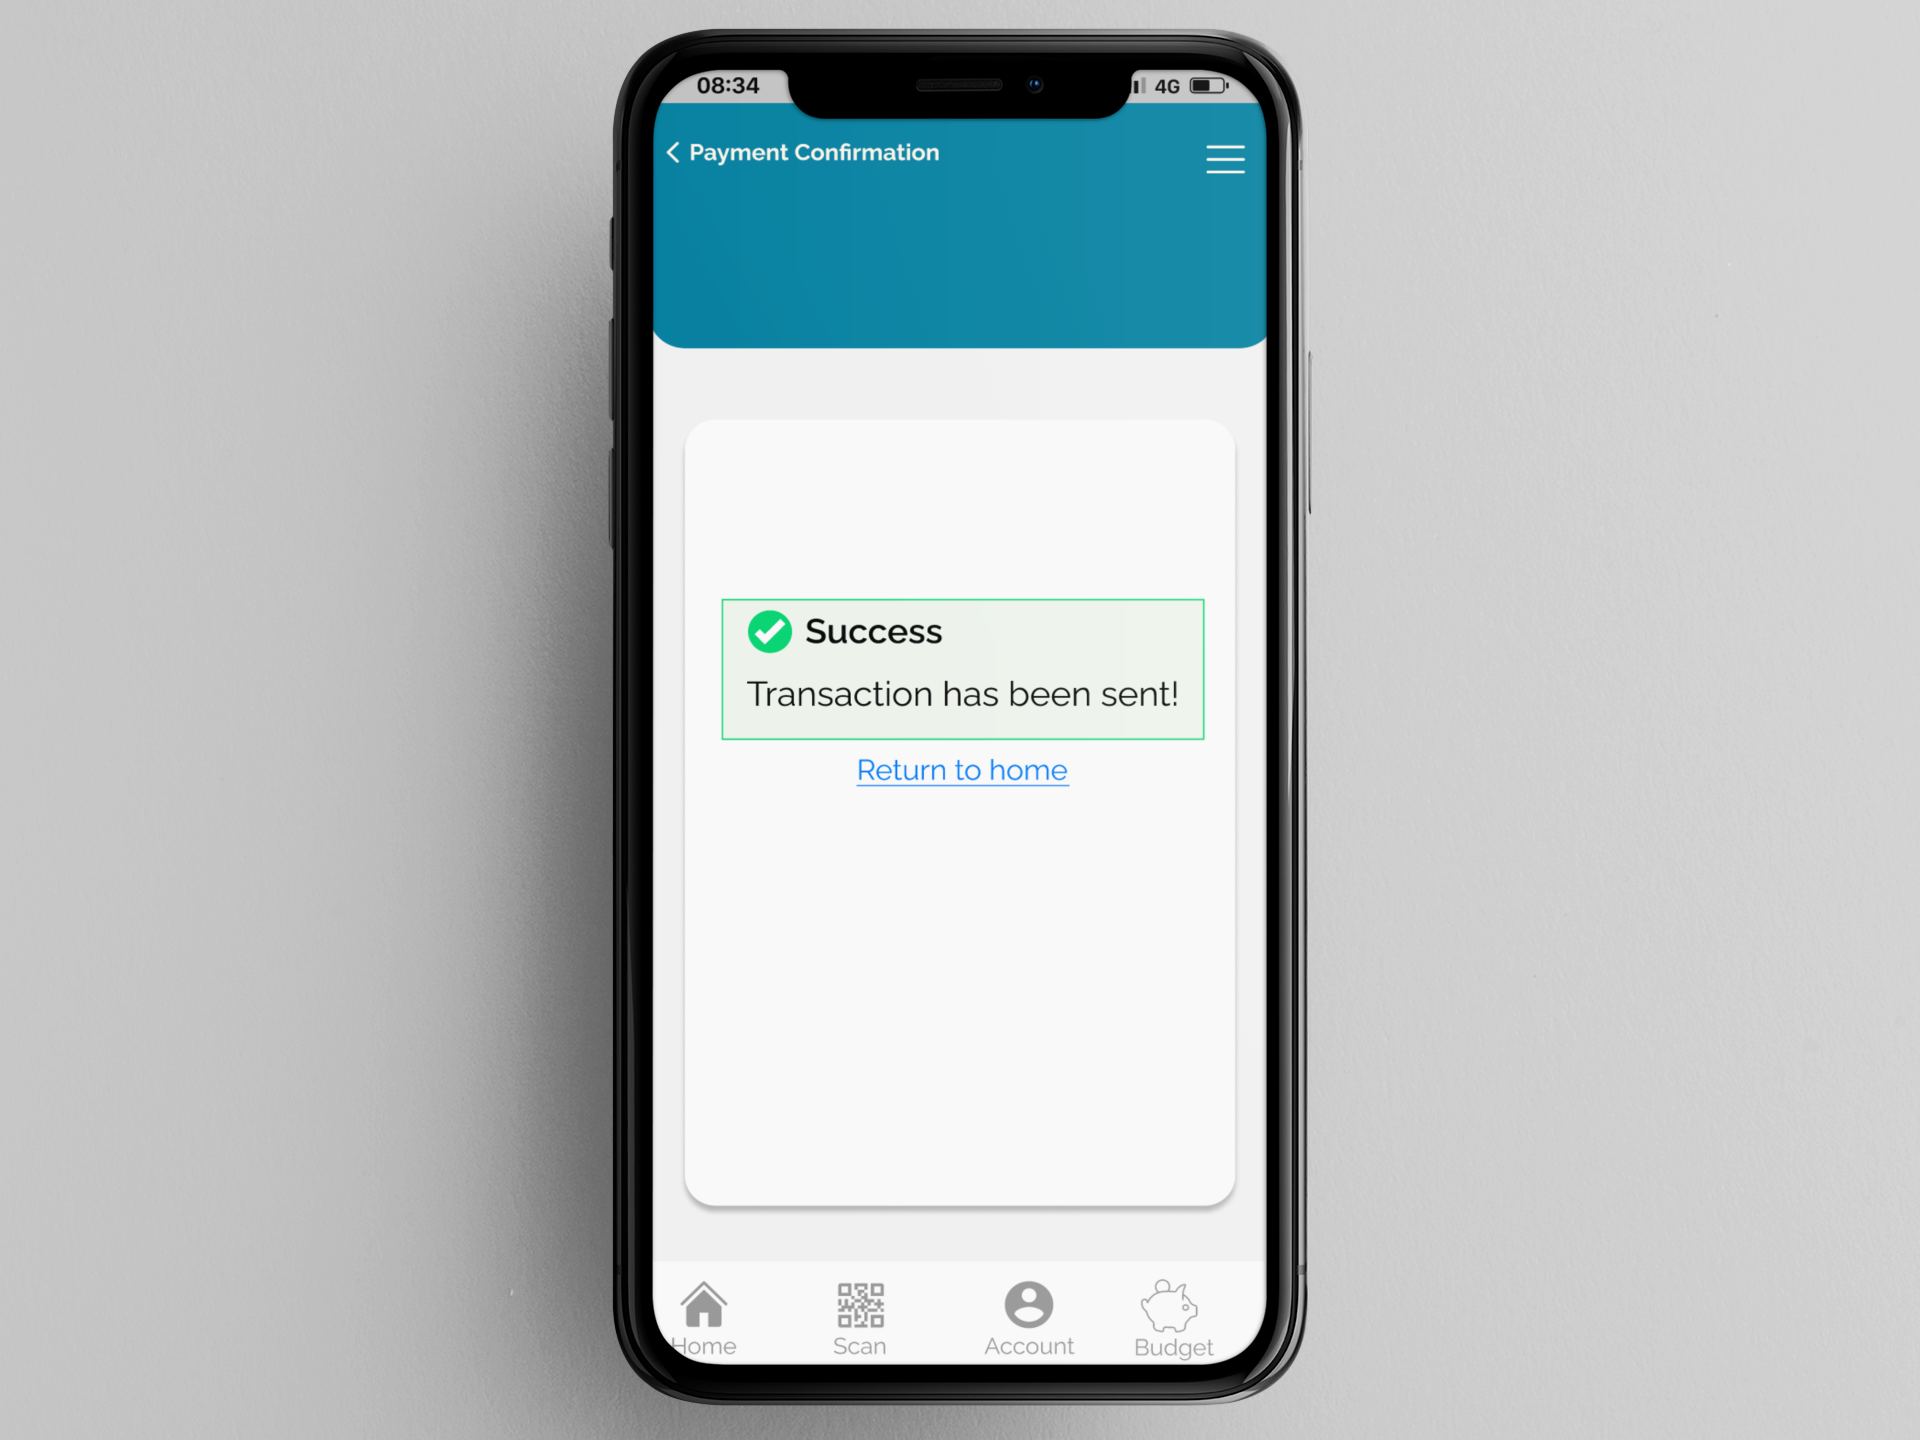 08:34
4G
Payment Confirmation
Success
Transaction has been sent!
Return to home
Home
Scan
Account
Budget